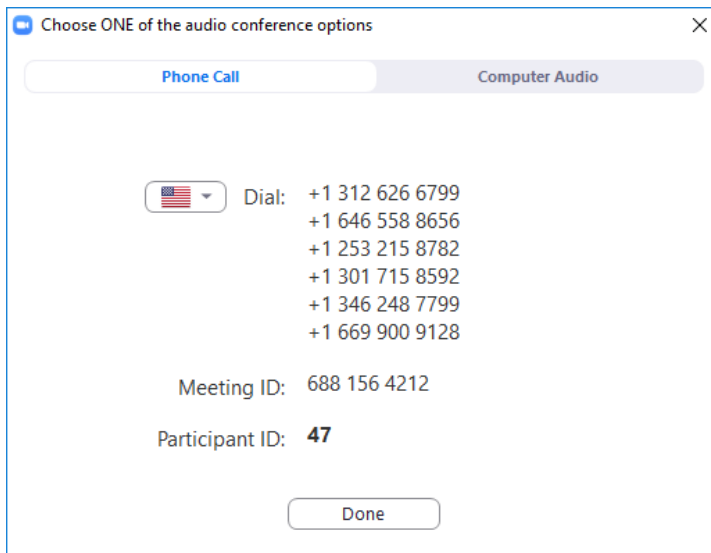 Choose ONE of the audio conference options
Phone Call Computer Audio
Dial: +1 312 626 6799
+1 646 558 8656
+1 253 215 8782
+1 301 715 8592
+1 346 248 7799
+1 669 900 9128
Meeting ID: 688 156 4212
Participant ID: 47
Done